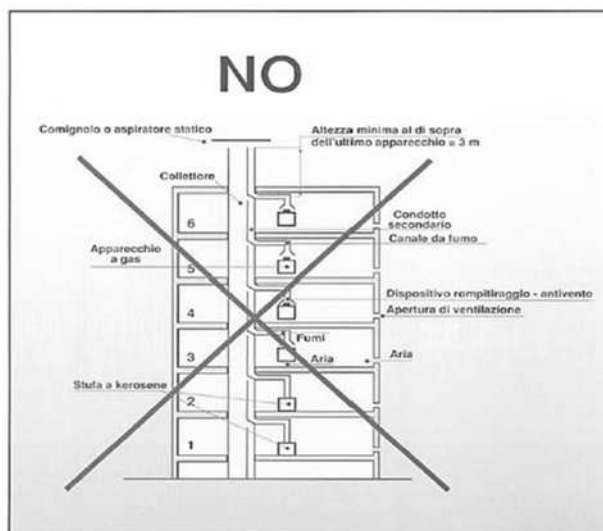 NO
Comignolo o aspiratore statico
Altezza minima al di sopra
dell'ultimo apparecchio = 3 m
Collettore
Condotto
secondario
6
Canale da fumo
Apparecchio
a gas
5
Dispositivo rompitiraggio - antivento
4
Apertura di ventilazione
Fumi
3
Aria
Aria
Stufa a kerosene
2
1